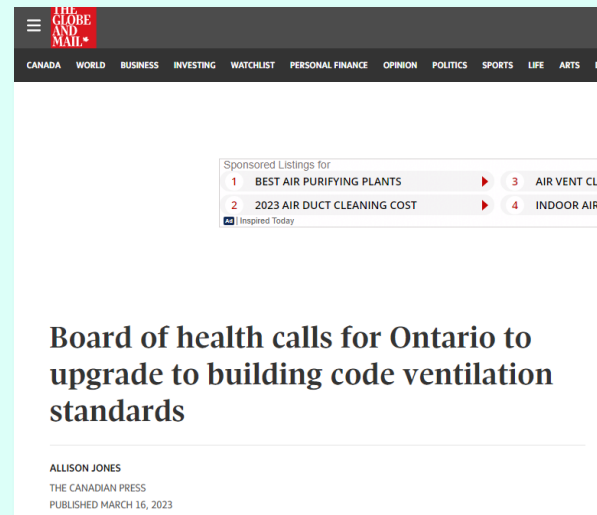 THE
GLOBE
AND
MAIL
CANADA WORLD BUSINESS INVESTING WATCHLIST PERSONAL FINANCE OPINION POLITICS SPORTS LIFE ARTS
Sponsored Listings for
1 BEST AIR PURIFYING PLANTS 3 AIR VENT CL
2 2023 AIR DUCT CLEANING COST 4 INDOOR AIR
Ad | Inspired Today
Board of health calls for Ontario to
upgrade to building code ventilation
standards
ALLISON JONES
THE CANADIAN PRESS
PUBLISHED MARCH 16, 2023